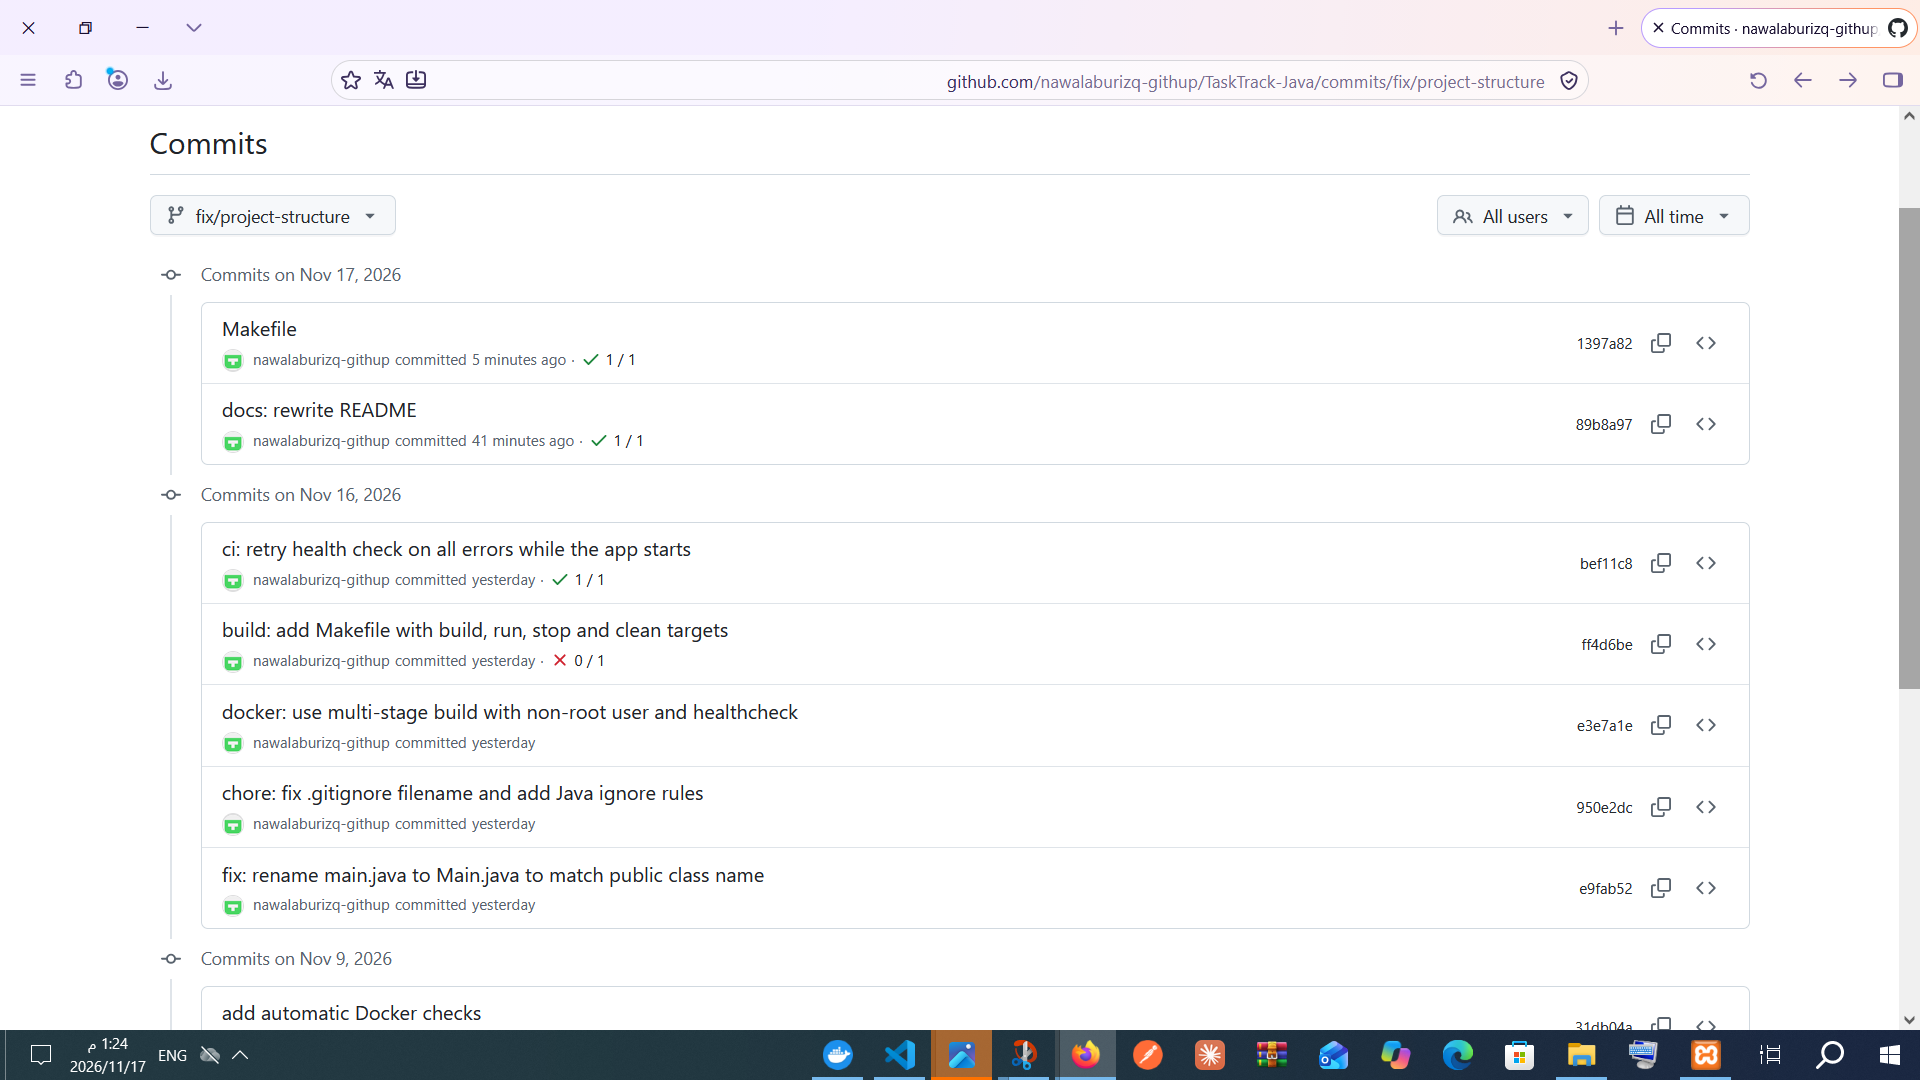 Commits · nawalaburizq-githup
github.com/nawalaburizq-githup/TaskTrack-Java/commits/fix/project-structure
Commits
fix/project-structure
All users
All time
Commits on Nov 17, 2026
Makefile
1397a82
nawalaburizq-githup committed 5 minutes ago · 1 / 1
docs: rewrite README
89b8a97
nawalaburizq-githup committed 41 minutes ago · 1 / 1
Commits on Nov 16, 2026
ci: retry health check on all errors while the app starts
bef11c8
nawalaburizq-githup committed yesterday · 1 / 1
build: add Makefile with build, run, stop and clean targets
ff4d6be
nawalaburizq-githup committed yesterday · 0 / 1
docker: use multi-stage build with non-root user and healthcheck
e3e7a1e
nawalaburizq-githup committed yesterday
chore: fix .gitignore filename and add Java ignore rules
950e2dc
nawalaburizq-githup committed yesterday
fix: rename main.java to Main.java to match public class name
e9fab52
nawalaburizq-githup committed yesterday
Commits on Nov 9, 2026
add automatic Docker checks
31db04a
1:24 م
2026/11/17
ENG